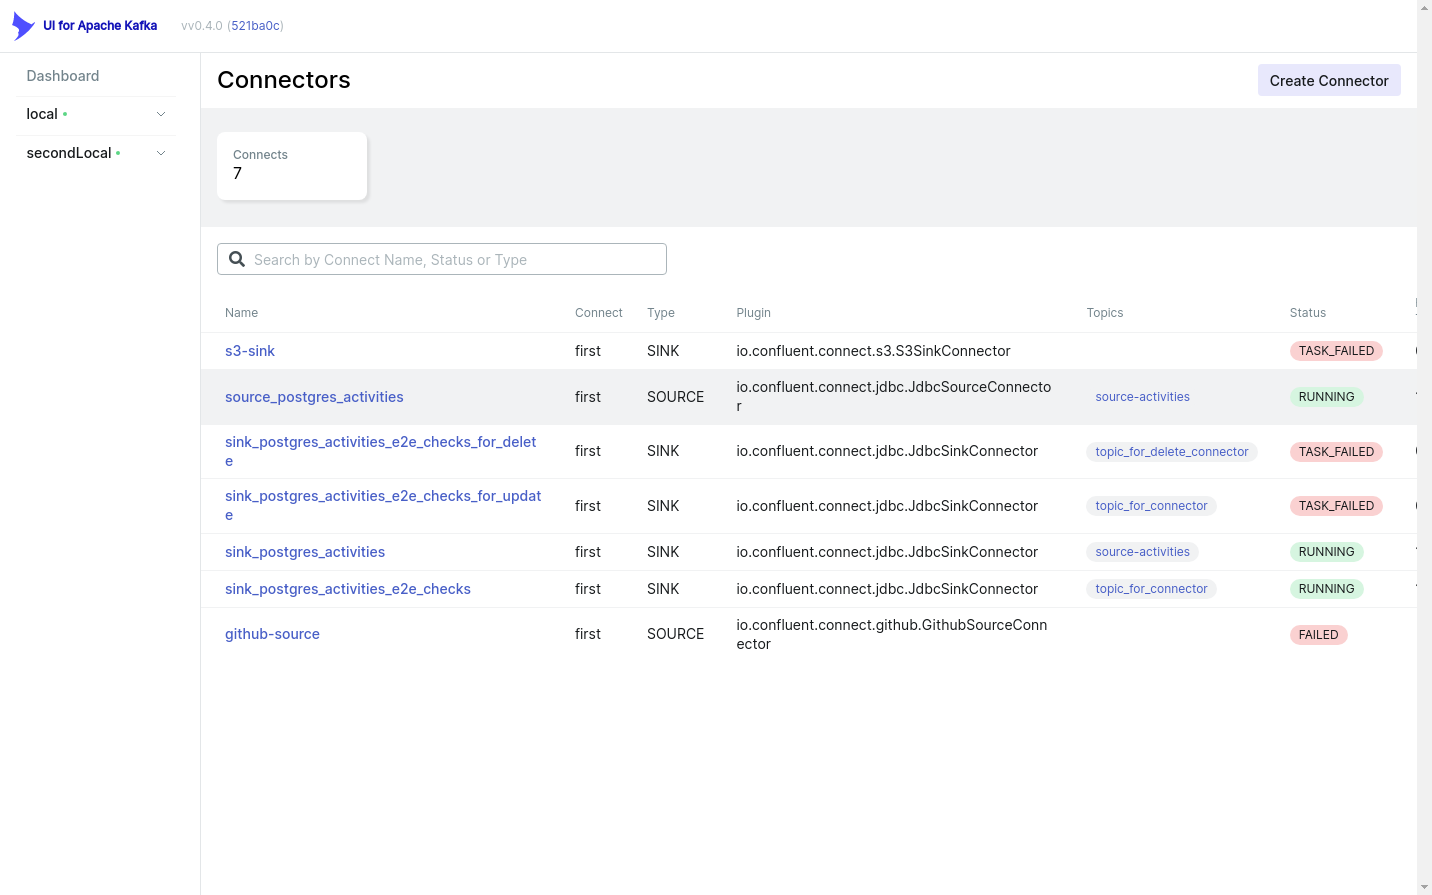 UI for Apache Kafka vv0.4.0 (521ba0c)
Dashboard
local
secondLocal
Connectors
Create Connector
Connects
7
Search by Connect Name, Status or Type
Name Connect Type Plugin Topics Status
s3-sink first SINK io.confluent.connect.s3.S3SinkConnector TASK_FAILED
source_postgres_activities first SOURCE io.confluent.connect.jdbc.JdbcSourceConnecto
r source-activities RUNNING
sink_postgres_activities_e2e_checks_for_delet
e first SINK io.confluent.connect.jdbc.JdbcSinkConnector topic_for_delete_connector TASK_FAILED
sink_postgres_activities_e2e_checks_for_updat
e first SINK io.confluent.connect.jdbc.JdbcSinkConnector topic_for_connector TASK_FAILED
sink_postgres_activities first SINK io.confluent.connect.jdbc.JdbcSinkConnector source-activities RUNNING
sink_postgres_activities_e2e_checks first SINK io.confluent.connect.jdbc.JdbcSinkConnector topic_for_connector RUNNING
github-source first SOURCE io.confluent.connect.github.GithubSourceConn
ector FAILED